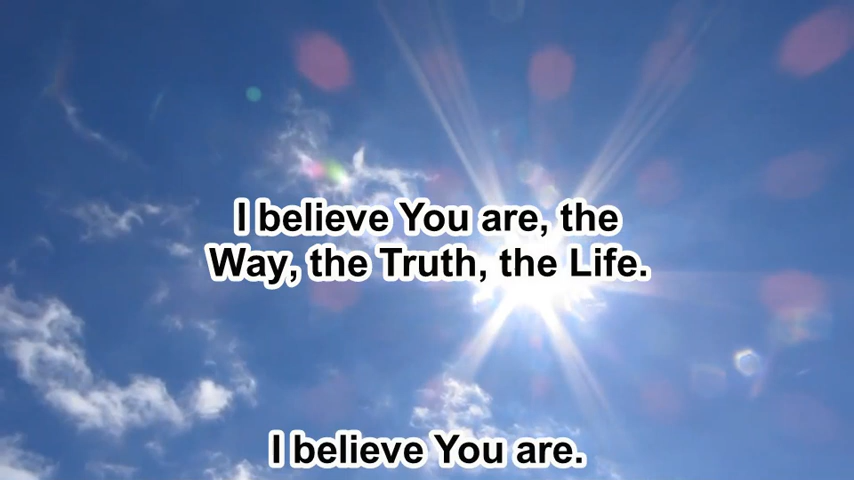 I believe You are, the
Way, the Truth, the Life.
I believe You are.